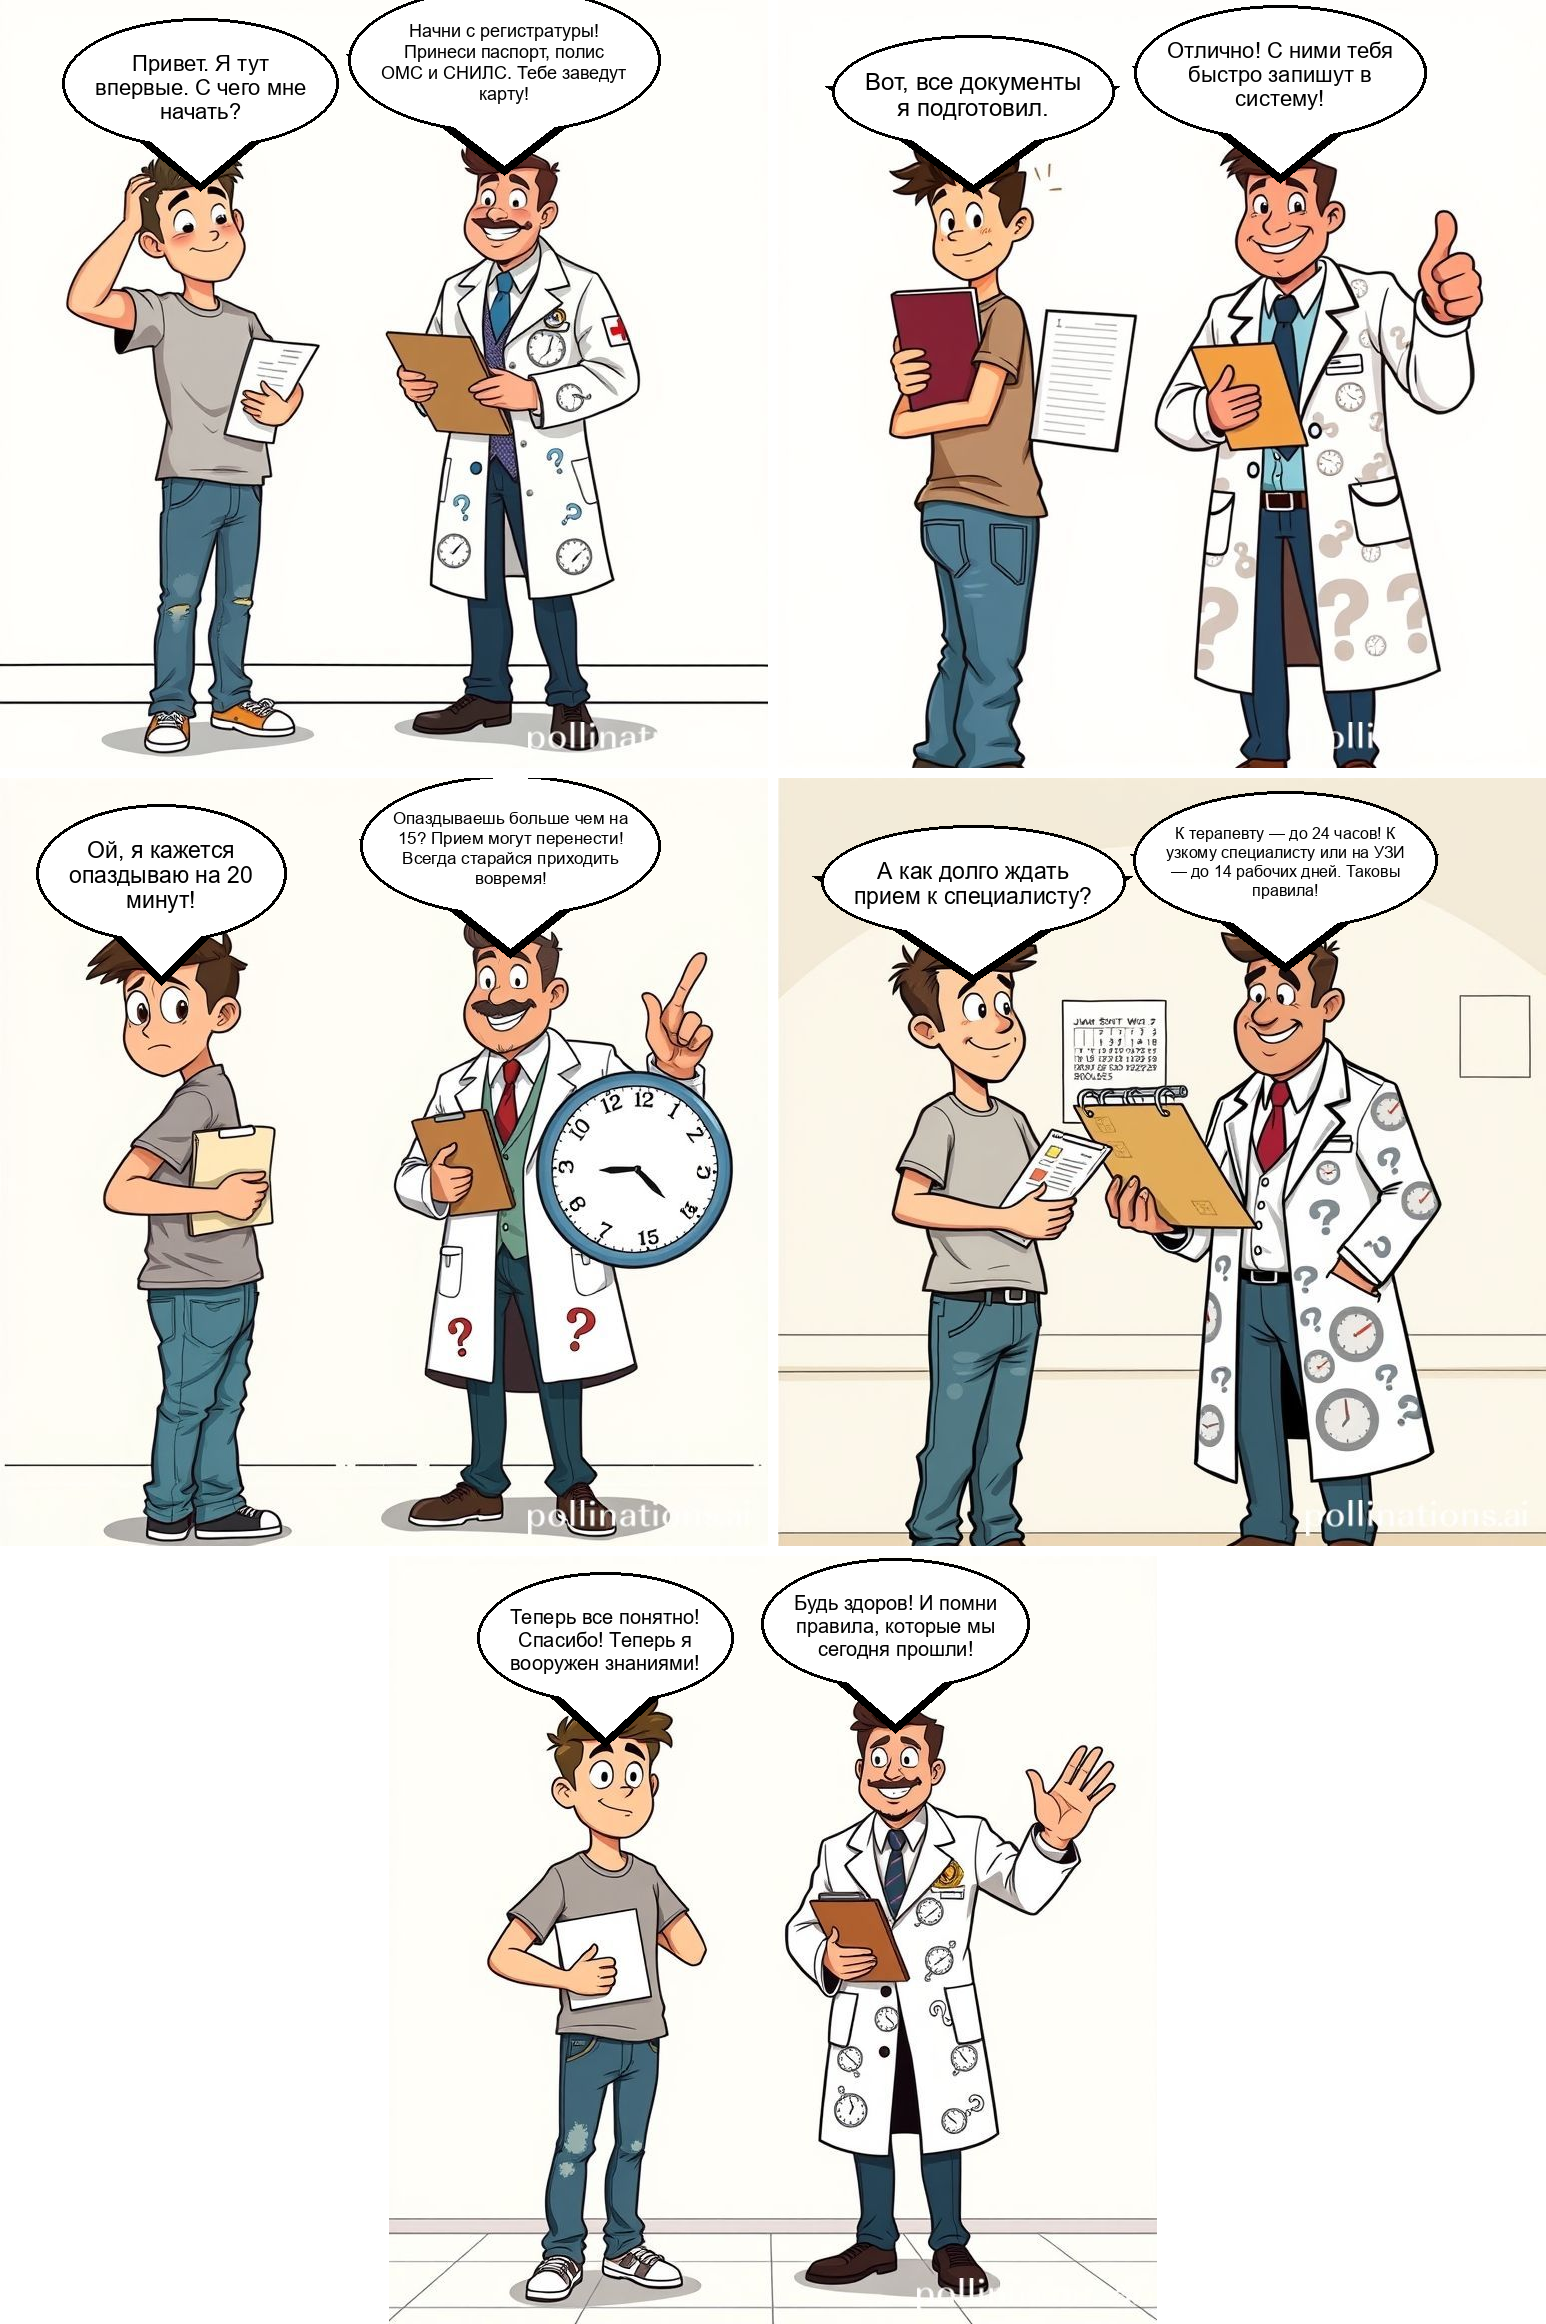 Привет. Я тут
впервые. С чего мне
начать?
Начни с регистратуры!
Принеси паспорт, полис
ОМС и СНИЛС. Тебе заведут
карту!
Вот, все документы
я подготовил.
Отлично! С ними тебя
быстро запишут в
систему!
Ой, я кажется
опаздываю на 20
минут!
Опаздываешь больше чем на
15? Прием могут перенести!
Всегда старайся приходить
вовремя!
А как долго ждать
прием к специалисту?
К терапевту — до 24 часов! К
узкому специалисту или на УЗИ
— до 14 рабочих дней. Таковы
правила!
Теперь все понятно!
Спасибо! Теперь я
вооружен знаниями!
Будь здоров! И помни
правила, которые мы
сегодня прошли!
pollinations.ai
pollinations.ai